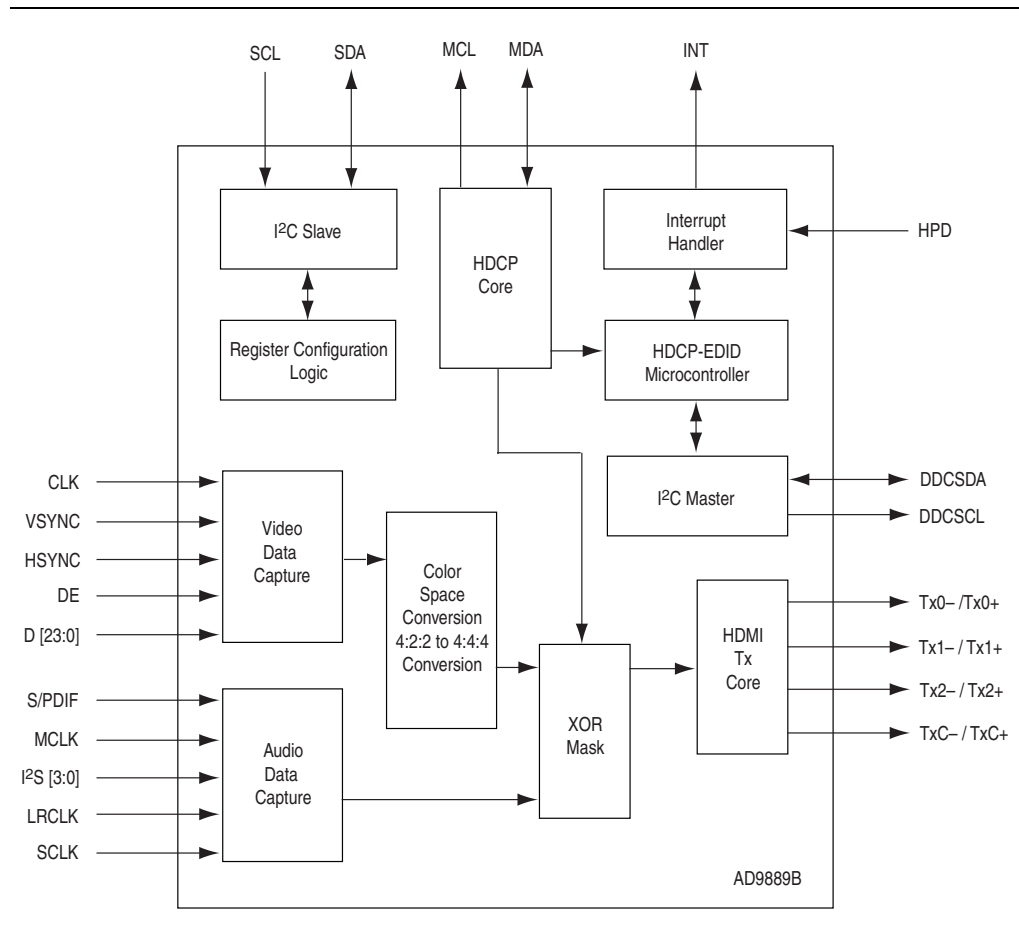 SCL
SDA
MCL
MDA
INT
I²C Slave
HDCP
Core
Interrupt
Handler
HPD
Register Configuration
Logic
HDCP-EDID
Microcontroller
I²C Master
DDCSDA
DDCSCL
CLK
VSYNC
HSYNC
DE
D [23:0]
Video
Data
Capture
Color
Space
Conversion
4:2:2 to 4:4:4
Conversion
HDMI
Tx
Core
Tx0– /Tx0+
Tx1– / Tx1+
Tx2– / Tx2+
TxC– / TxC+
S/PDIF
MCLK
I²S [3:0]
LRCLK
SCLK
Audio
Data
Capture
XOR
Mask
AD9889B